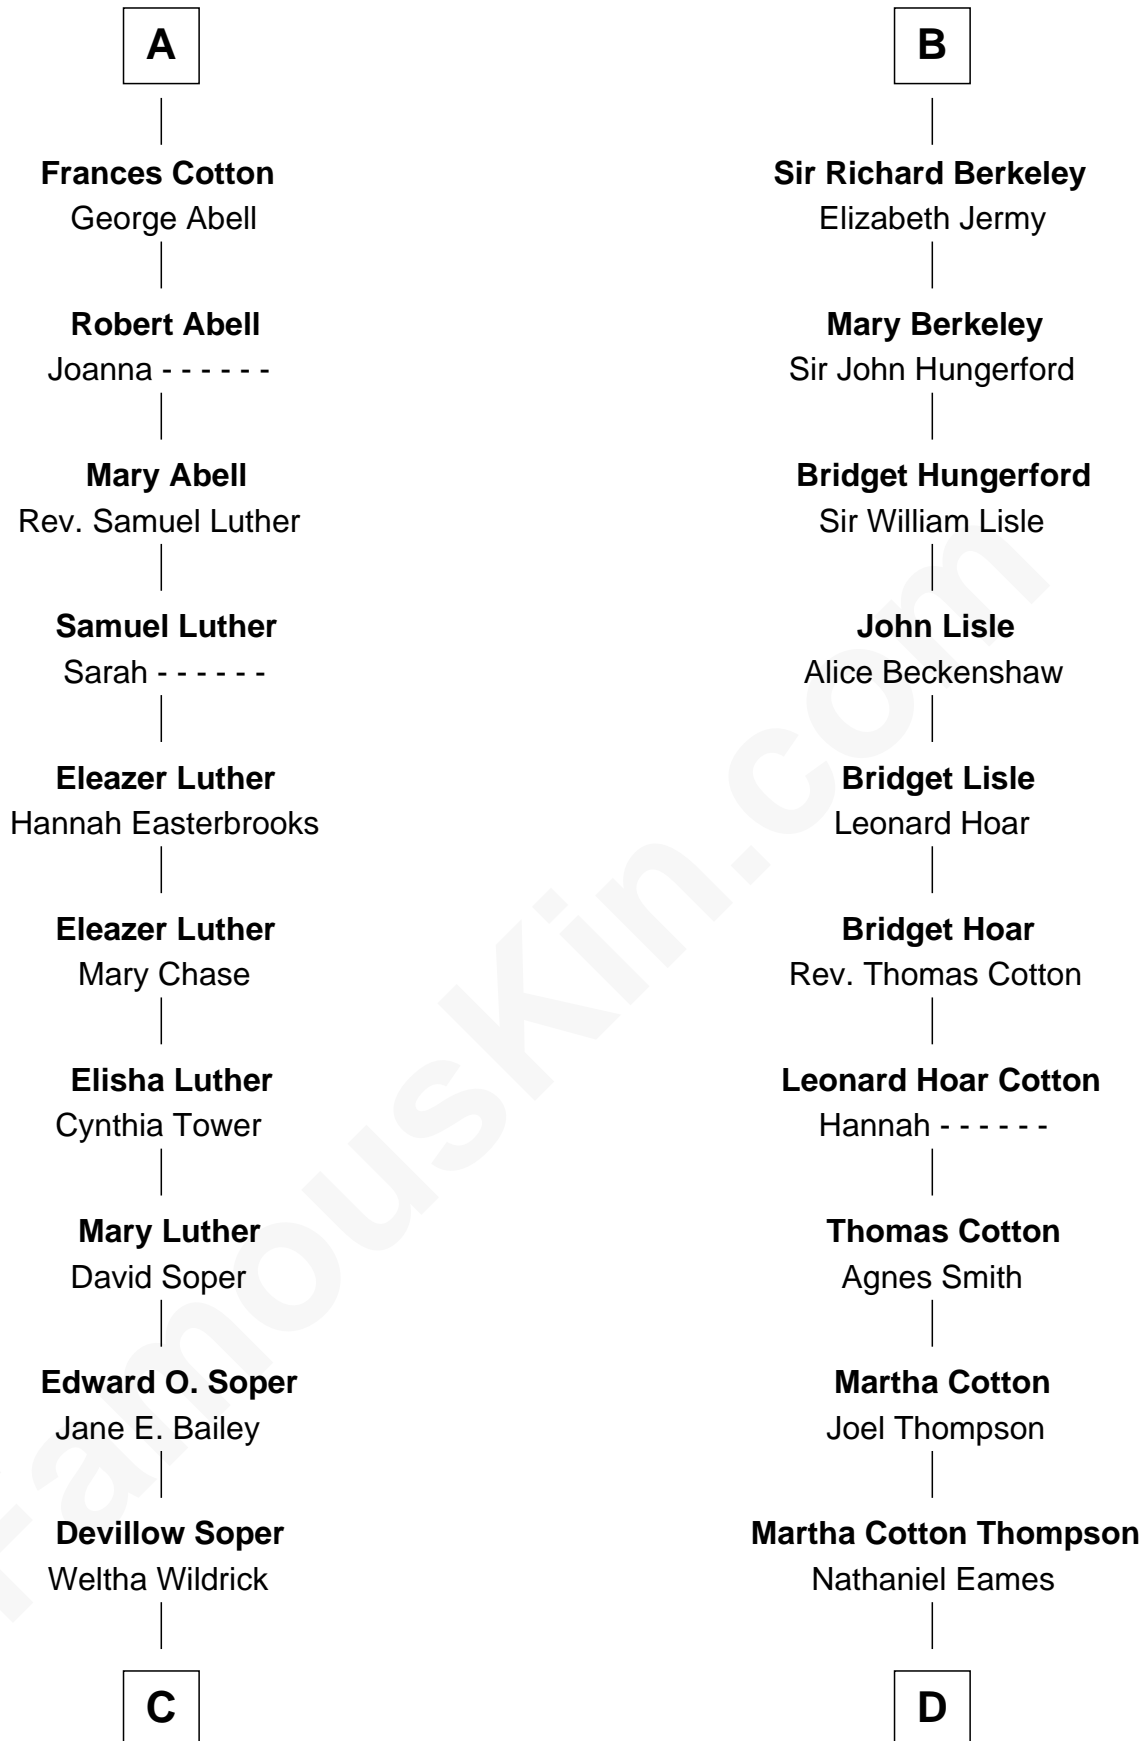 A
Frances Cotton
George Abell
Robert Abell
Joanna - - - - - -
Mary Abell
Rev. Samuel Luther
Samuel Luther
Sarah - - - - - -
Eleazer Luther
Hannah Easterbrooks
Eleazer Luther
Mary Chase
Elisha Luther
Cynthia Tower
Mary Luther
David Soper
Edward O. Soper
Jane E. Bailey
Devillow Soper
Weltha Wildrick
C
B
Sir Richard Berkeley
Elizabeth Jermy
Mary Berkeley
Sir John Hungerford
Bridget Hungerford
Sir William Lisle
John Lisle
Alice Beckenshaw
Bridget Lisle
Leonard Hoar
Bridget Hoar
Rev. Thomas Cotton
Leonard Hoar Cotton
Hannah - - - - - -
Thomas Cotton
Agnes Smith
Martha Cotton
Joel Thompson
Martha Cotton Thompson
Nathaniel Eames
D
FamousKin.com